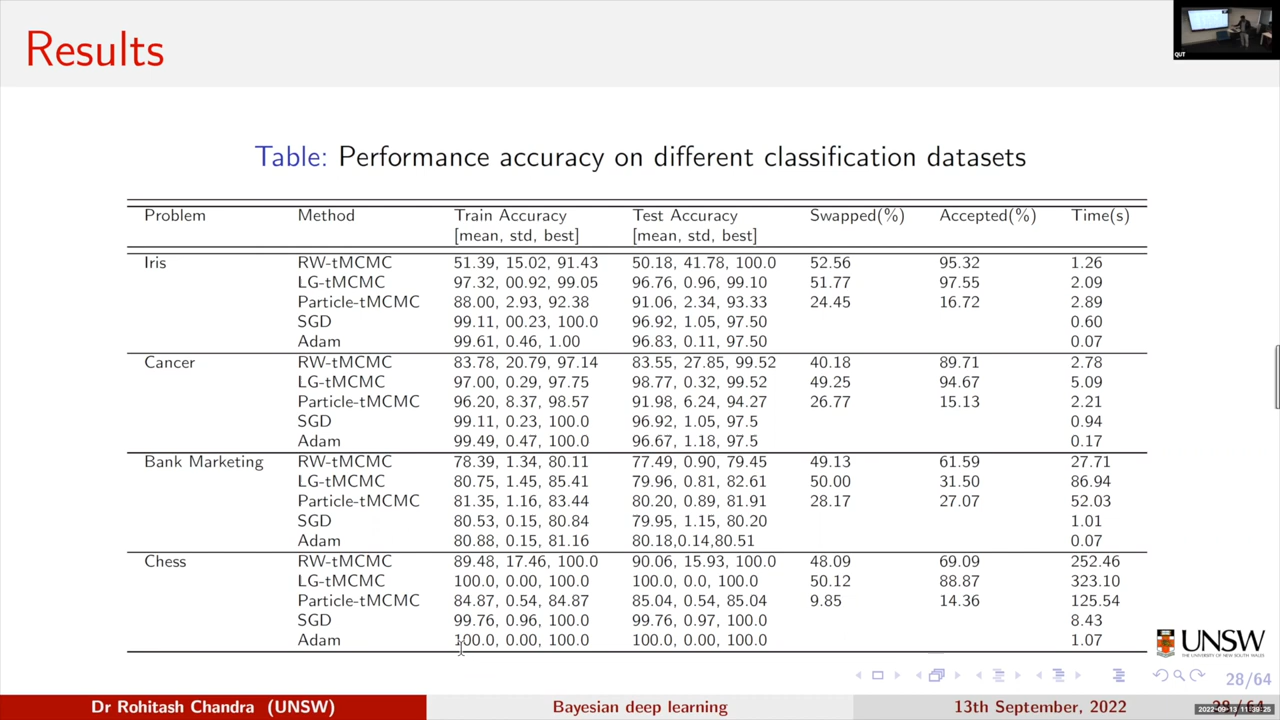 Results
QUT
Table: Performance accuracy on different classification datasets
Problem Method Train Accuracy Test Accuracy Swapped(%) Accepted(%) Time(s)
[mean, std, best] [mean, std, best]
Iris RW-tMCMC 51.39, 15.02, 91.43 50.18, 41.78, 100.0 52.56 95.32 1.26
LG-tMCMC 97.32, 00.92, 99.05 96.76, 0.96, 99.10 51.77 97.55 2.09
Particle-tMCMC 88.00, 2.93, 92.38 91.06, 2.34, 93.33 24.45 16.72 2.89
SGD 99.11, 00.23, 100.0 96.92, 1.05, 97.50 0.60
Adam 99.61, 0.46, 1.00 96.83, 0.11, 97.50 0.07
Cancer RW-tMCMC 83.78, 20.79, 97.14 83.55, 27.85, 99.52 40.18 89.71 2.78
LG-tMCMC 97.00, 0.29, 97.75 98.77, 0.32, 99.52 49.25 94.67 5.09
Particle-tMCMC 96.20, 8.37, 98.57 91.98, 6.24, 94.27 26.77 15.13 2.21
SGD 99.11, 0.23, 100.0 96.92, 1.05, 97.5 0.94
Adam 99.49, 0.47, 100.0 96.67, 1.18, 97.5 0.17
Bank Marketing RW-tMCMC 78.39, 1.34, 80.11 77.49, 0.90, 79.45 49.13 61.59 27.71
LG-tMCMC 80.75, 1.45, 85.41 79.96, 0.81, 82.61 50.00 31.50 86.94
Particle-tMCMC 81.35, 1.16, 83.44 80.20, 0.89, 81.91 28.17 27.07 52.03
SGD 80.53, 0.15, 80.84 79.95, 1.15, 80.20 1.01
Adam 80.88, 0.15, 81.16 80.18,0.14,80.51 0.07
Chess RW-tMCMC 89.48, 17.46, 100.0 90.06, 15.93, 100.0 48.09 69.09 252.46
LG-tMCMC 100.0, 0.00, 100.0 100.0, 0.0, 100.0 50.12 88.87 323.10
Particle-tMCMC 84.87, 0.54, 84.87 85.04, 0.54, 85.04 9.85 14.36 125.54
SGD 99.76, 0.96, 100.0 99.76, 0.97, 100.0 8.43
Adam 100.0, 0.00, 100.0 100.0, 0.00, 100.0 1.07
UNSW
THE UNIVERSITY OF NEW SOUTH WALES
28/64
Dr Rohitash Chandra (UNSW) Bayesian deep learning 13th September, 2022 28/64
2022-09-13 11:39:25